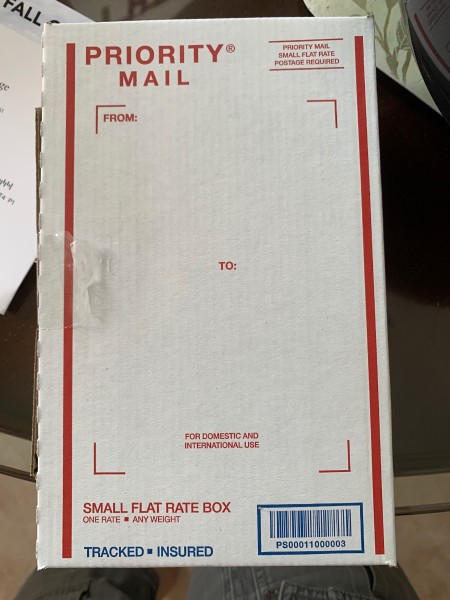 FALL
PRIORITY®
MAIL
PRIORITY MAIL
SMALL FLAT RATE
POSTAGE REQUIRED
FROM:
TO:
FOR DOMESTIC AND
INTERNATIONAL USE
SMALL FLAT RATE BOX
ONE RATE ■ ANY WEIGHT
TRACKED ■ INSURED
PS00011000003